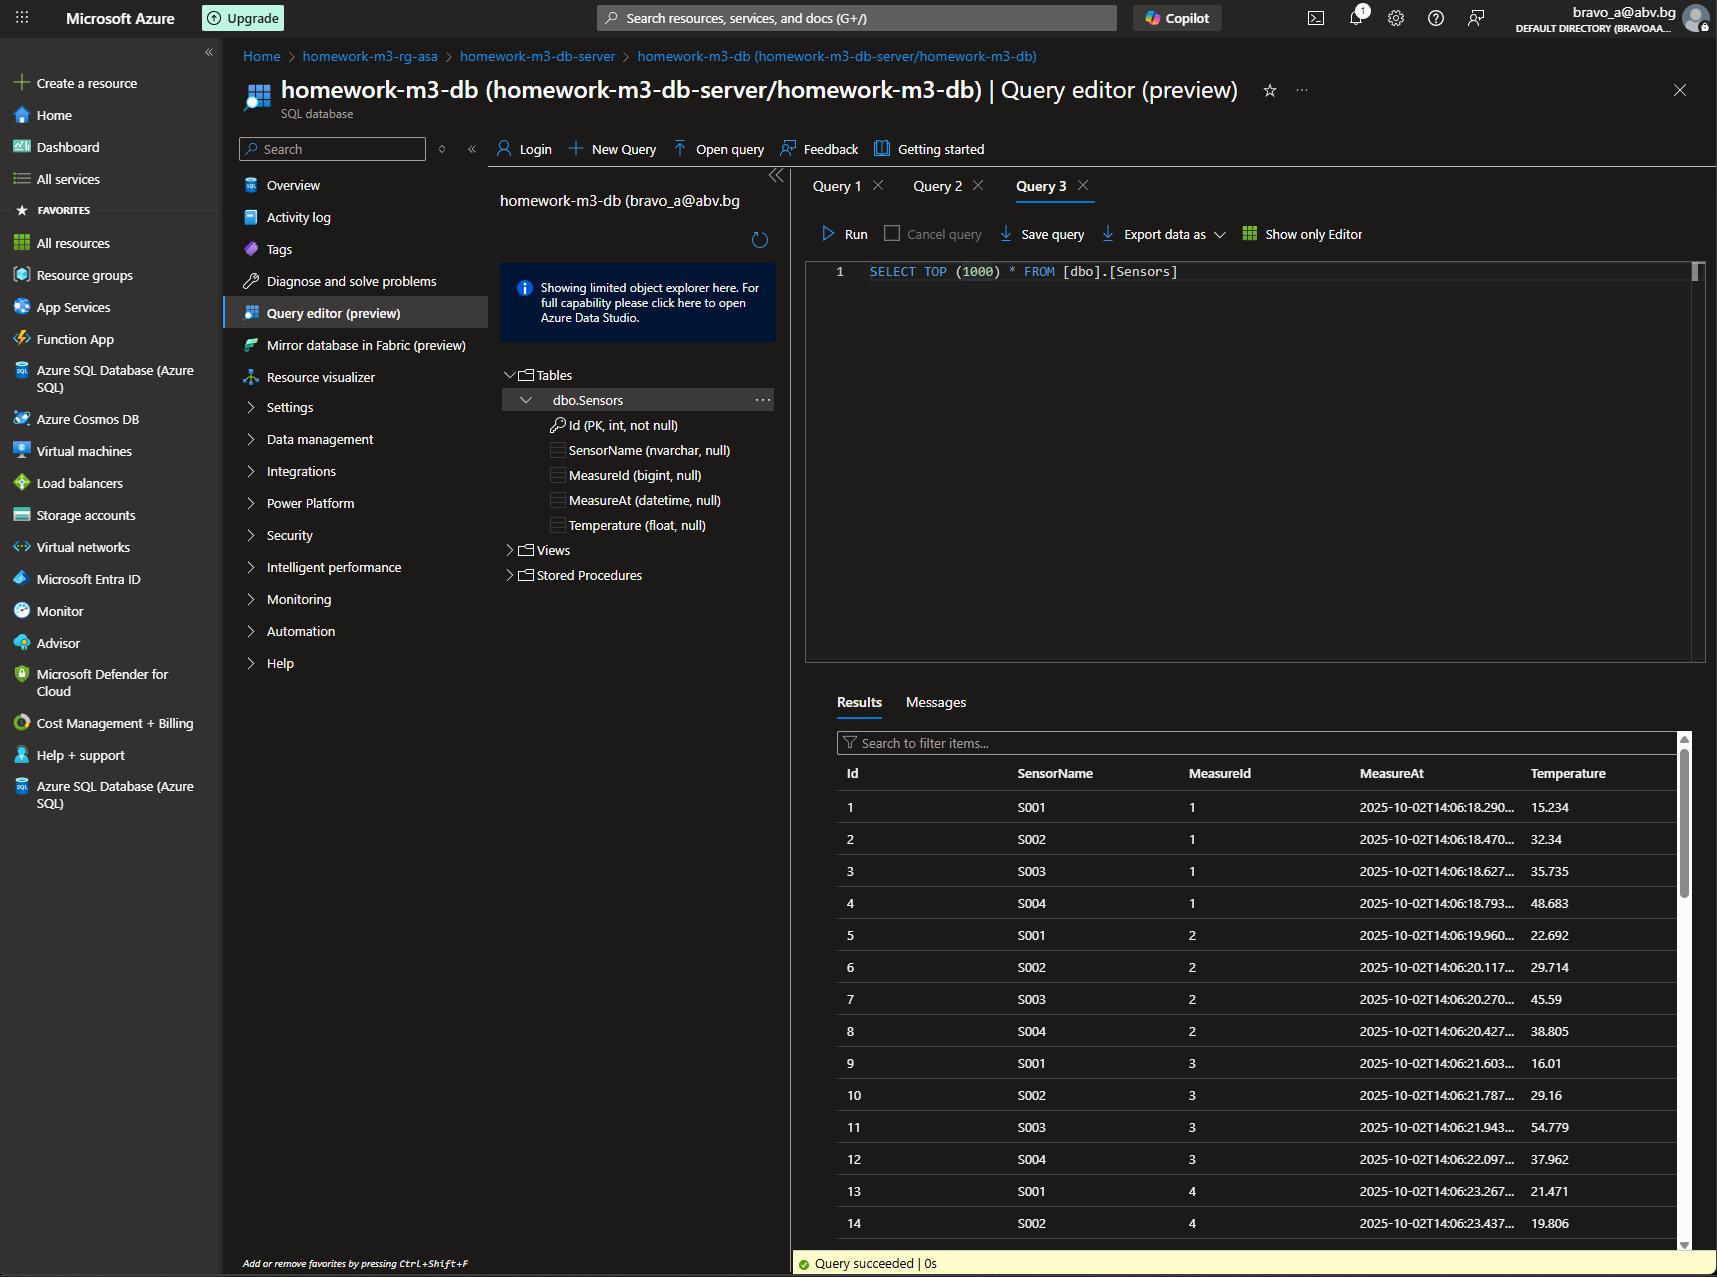 Microsoft Azure
Upgrade
Search resources, services, and docs (G+/)
Copilot
1
bravo_a@abv.bg
DEFAULT DIRECTORY (BRAVOAA...
Create a resource
Home
Dashboard
All services
FAVORITES
All resources
Resource groups
App Services
Function App
Azure SQL Database (Azure
SQL)
Azure Cosmos DB
Virtual machines
Load balancers
Storage accounts
Virtual networks
Microsoft Entra ID
Monitor
Advisor
Microsoft Defender for
Cloud
Cost Management + Billing
Help + support
Azure SQL Database (Azure
SQL)
Home > homework-m3-rg-asa > homework-m3-db-server > homework-m3-db (homework-m3-db-server/homework-m3-db)
homework-m3-db (homework-m3-db-server/homework-m3-db) | Query editor (preview)
SQL database
Search
Overview
Activity log
Tags
Diagnose and solve problems
Query editor (preview)
Mirror database in Fabric (preview)
Resource visualizer
Settings
Data management
Integrations
Power Platform
Security
Intelligent performance
Monitoring
Automation
Help
Add or remove favorites by pressing Ctrl+Shift+F
Login
New Query
Open query
Feedback
Getting started
homework-m3-db (bravo_a@abv.bg
Showing limited object explorer here. For
full capability please click here to open
Azure Data Studio.
Tables
dbo.Sensors
Id (PK, int, not null)
SensorName (nvarchar, null)
MeasureId (bigint, null)
MeasureAt (datetime, null)
Temperature (float, null)
Views
Stored Procedures
Query 1
Query 2
Query 3
Run
Cancel query
Save query
Export data as
Show only Editor
1 SELECT TOP (1000) * FROM [dbo].[Sensors]
Results Messages
Search to filter items...
Id SensorName MeasureId MeasureAt Temperature
1 S001 1 2025-10-02T14:06:18.290... 15.234
2 S002 1 2025-10-02T14:06:18.470... 32.34
3 S003 1 2025-10-02T14:06:18.627... 35.735
4 S004 1 2025-10-02T14:06:18.793... 48.683
5 S001 2 2025-10-02T14:06:19.960... 22.692
6 S002 2 2025-10-02T14:06:20.117... 29.714
7 S003 2 2025-10-02T14:06:20.270... 45.59
8 S004 2 2025-10-02T14:06:20.427... 38.805
9 S001 3 2025-10-02T14:06:21.603... 16.01
10 S002 3 2025-10-02T14:06:21.787... 29.16
11 S003 3 2025-10-02T14:06:21.943... 54.779
12 S004 3 2025-10-02T14:06:22.097... 37.962
13 S001 4 2025-10-02T14:06:23.267... 21.471
14 S002 4 2025-10-02T14:06:23.437... 19.806
Query succeeded | 0s